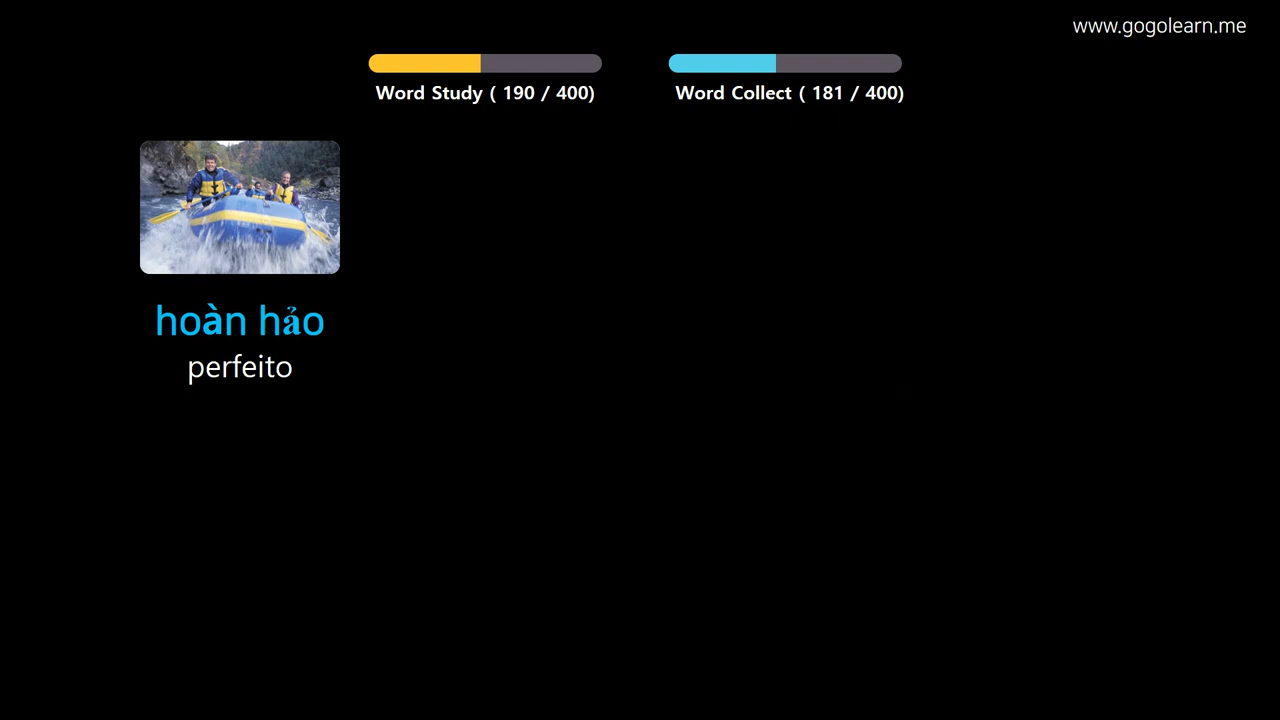 www.gogolearn.me
Word Study ( 190 / 400)
Word Collect ( 181 / 400)
hoàn hảo
perfeito